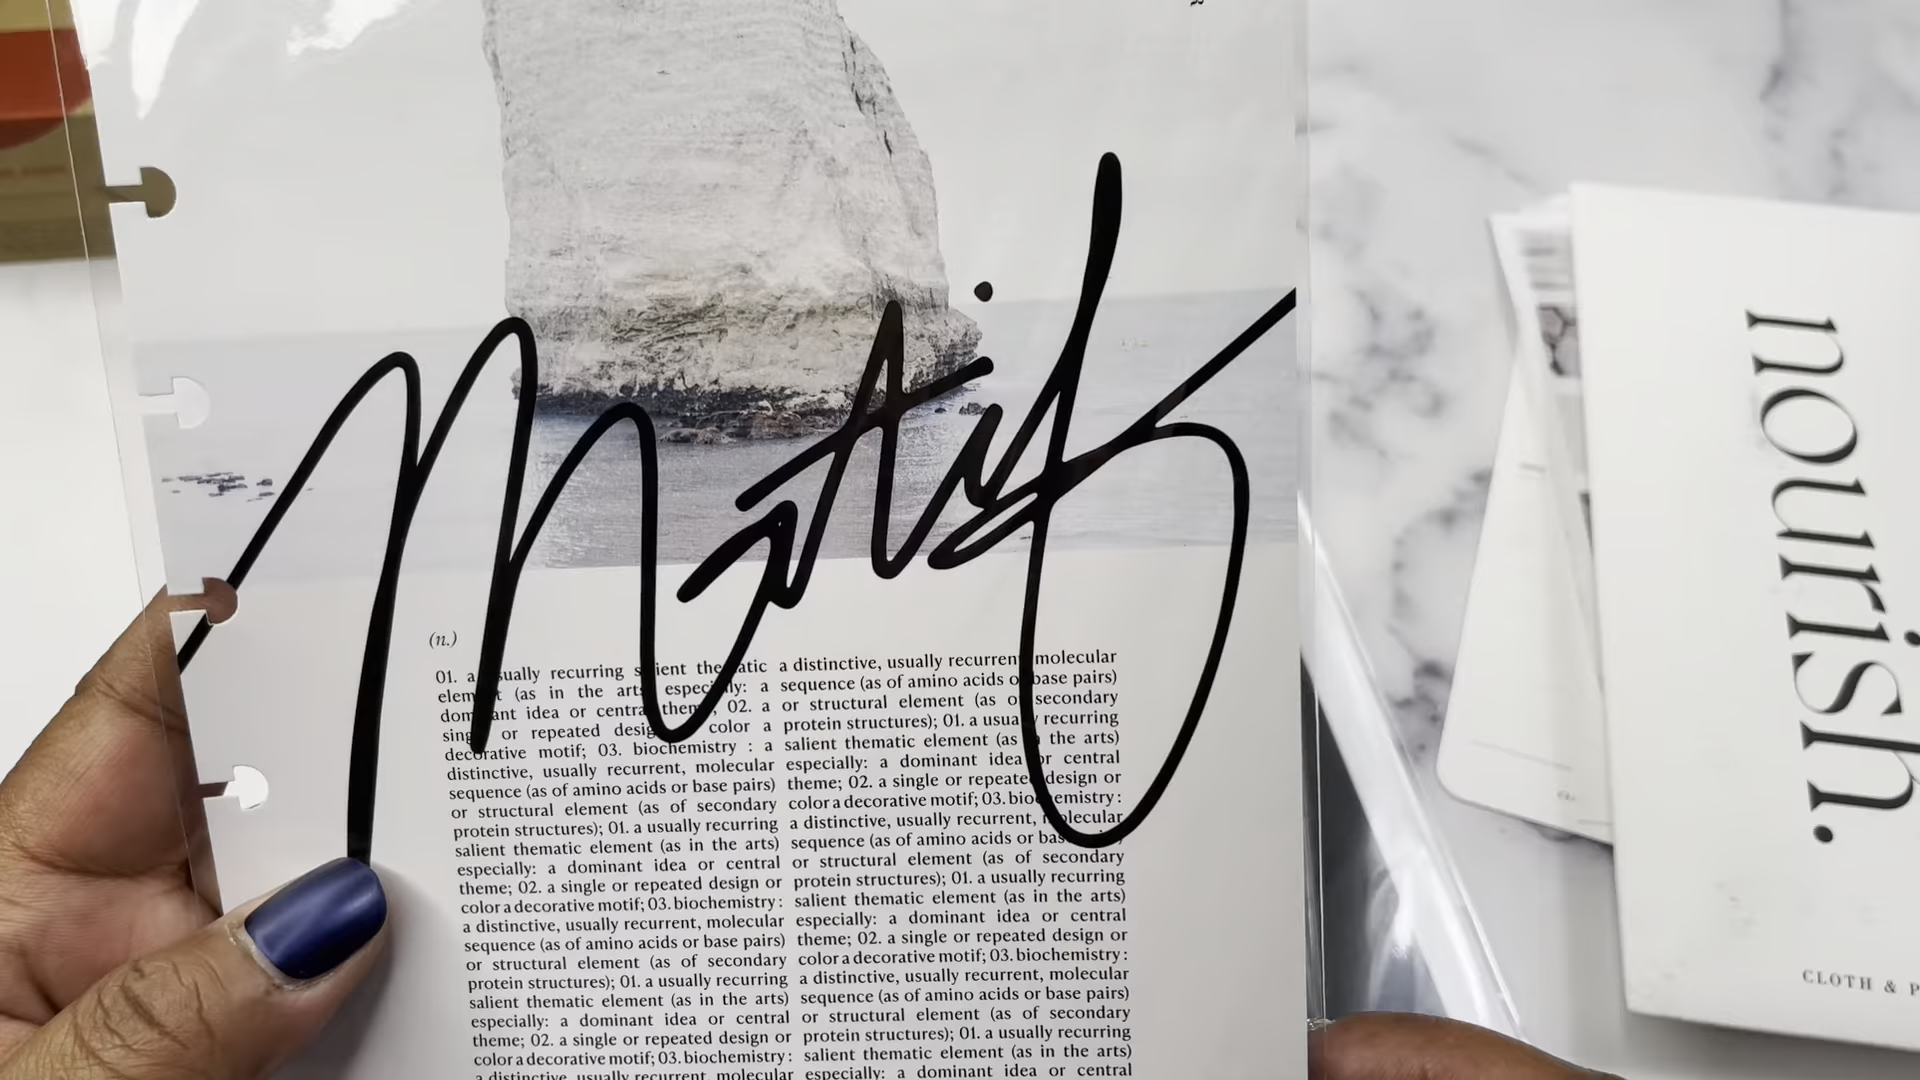 Motif
(n.)
01. a usually recurring salient thematic
element (as in the arts) especially: a
dominant idea or central theme; 02. a
single or repeated design or color a
decorative motif; 03. biochemistry : a
distinctive, usually recurrent, molecular
sequence (as of amino acids or base pairs)
or structural element (as of secondary
protein structures); 01. a usually recurring
salient thematic element (as in the arts)
especially: a dominant idea or central
theme; 02. a single or repeated design or
color a decorative motif; 03. biochemistry :
a distinctive, usually recurrent, molecular
sequence (as of amino acids or base pairs)
or structural element (as of secondary
protein structures); 01. a usually recurring
salient thematic element (as in the arts)
especially: a dominant idea or central
theme; 02. a single or repeated design or
color a decorative motif; 03. biochemistry :
a distinctive, usually recurrent, molecular
a distinctive, usually recurrent, molecular
sequence (as of amino acids or base pairs)
or structural element (as of secondary
protein structures); 01. a usually recurring
salient thematic element (as in the arts)
especially: a dominant idea or central
theme; 02. a single or repeated design or
color a decorative motif; 03. biochemistry :
a distinctive, usually recurrent, molecular
sequence (as of amino acids or base pairs)
or structural element (as of secondary
protein structures); 01. a usually recurring
salient thematic element (as in the arts)
especially: a dominant idea or central
theme; 02. a single or repeated design or
color a decorative motif; 03. biochemistry :
a distinctive, usually recurrent, molecular
sequence (as of amino acids or base pairs)
or structural element (as of secondary
protein structures); 01. a usually recurring
salient thematic element (as in the arts)
especially: a dominant idea or central
nourish.
CLOTH & P